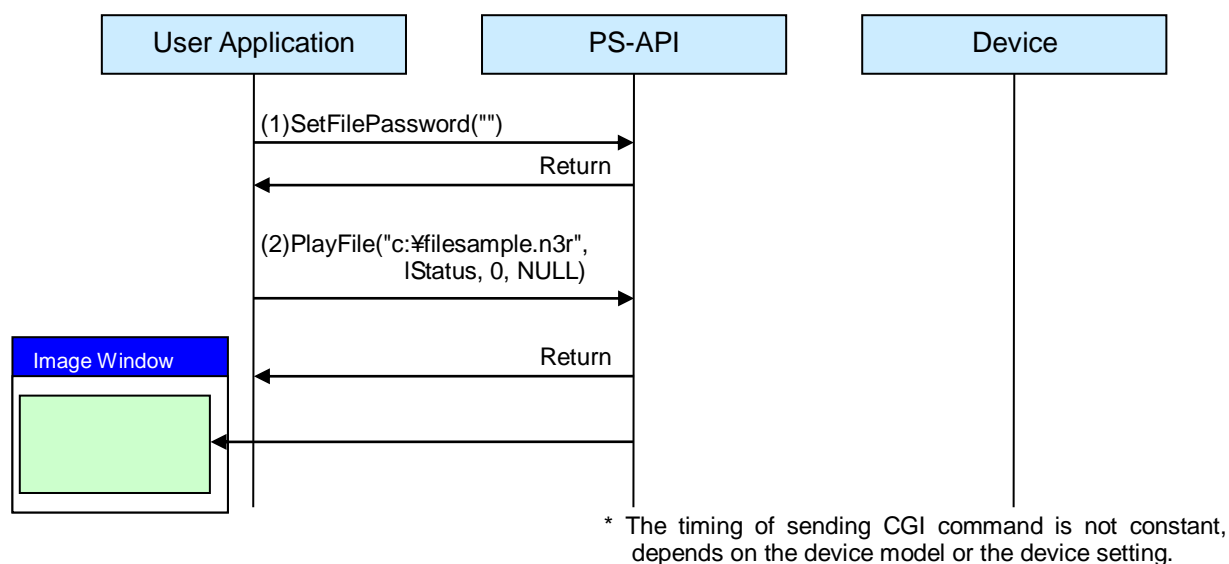 User Application
PS-API
Device
(1)SetFilePassword("")
Return
(2)PlayFile("c:¥filesample.n3r",
lStatus, 0, NULL)
Image Window
Return
* The timing of sending CGI command is not constant,
depends on the device model or the device setting.